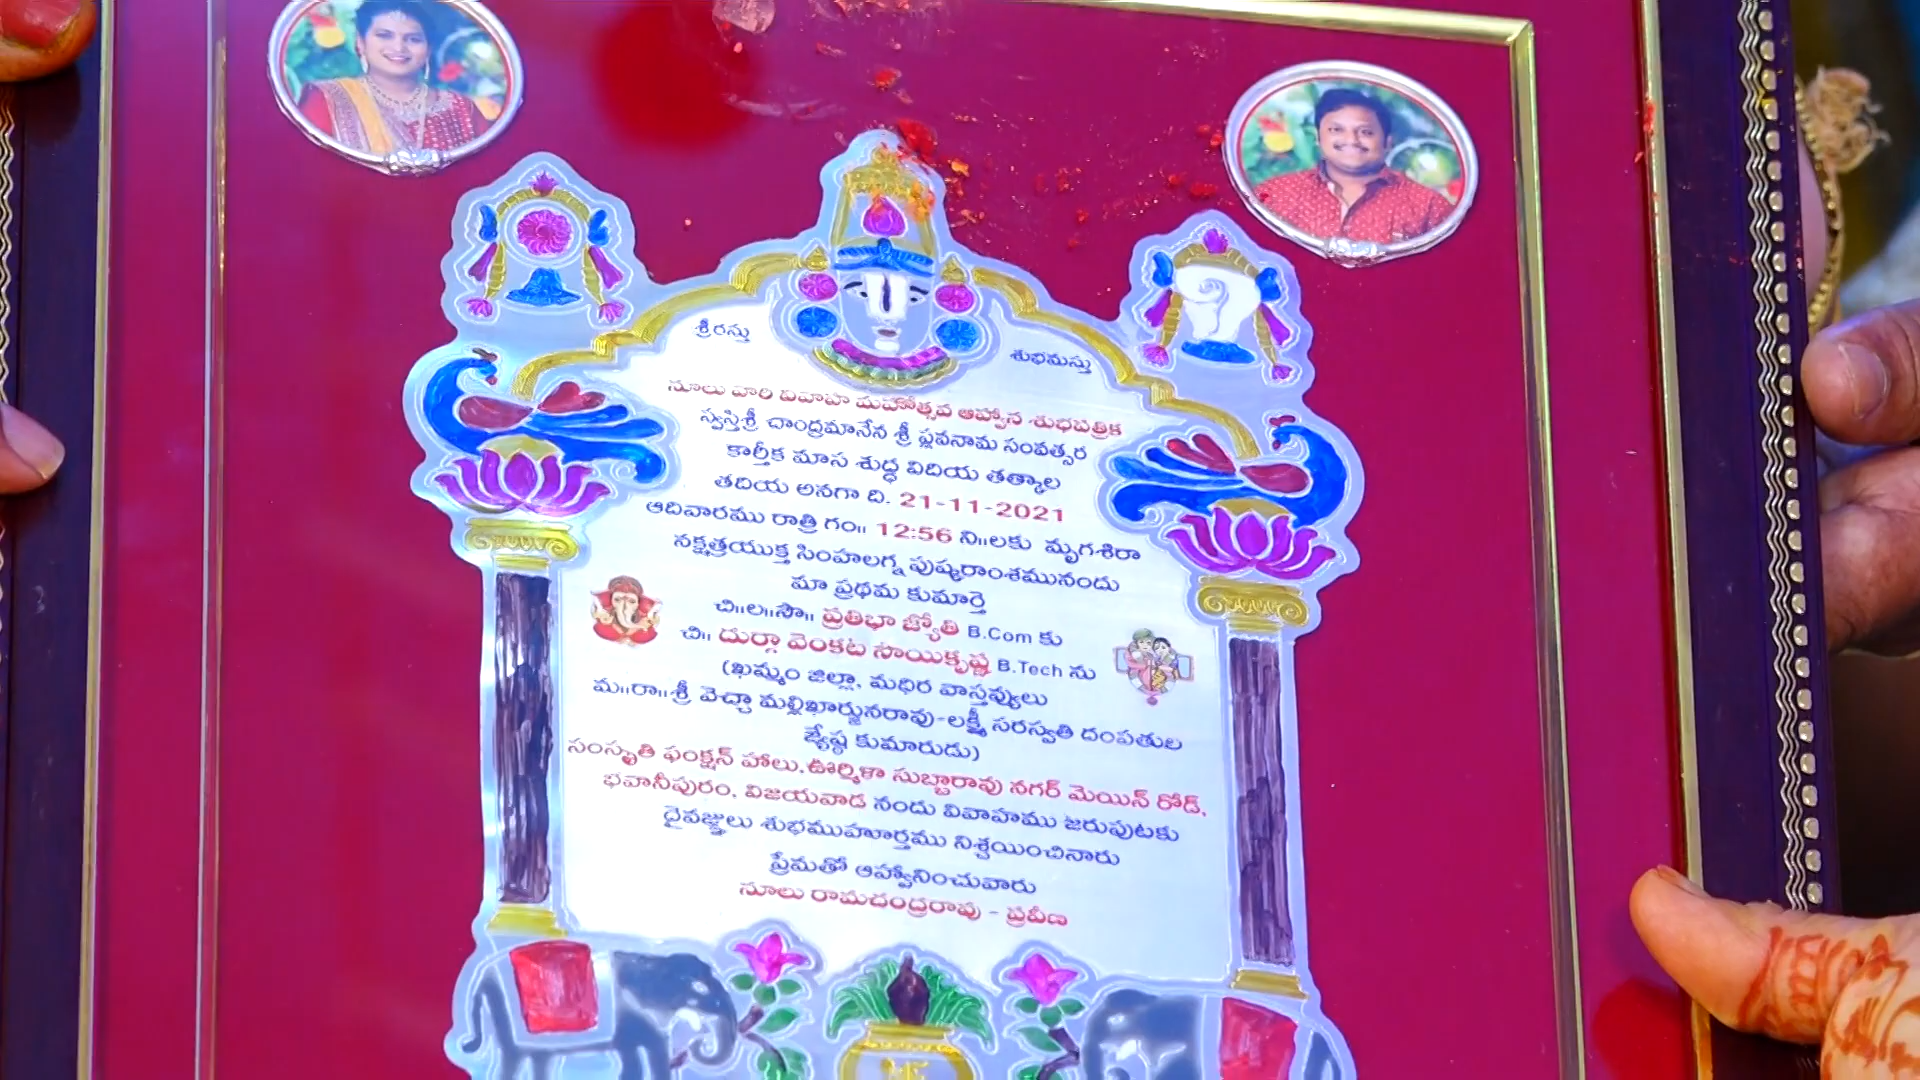 శ్రీరస్తు
శుభమస్తు
నూలు వారి వివాహ మహోత్సవ ఆహ్వాన శుభపత్రిక
స్వస్తిశ్రీ చాంద్రమానేన శ్రీ ప్లవనామ సంవత్సర
కార్తీక మాస శుద్ధ విదియ తత్కాల
తదియ అనగా ది. 21-11-2021
ఆదివారము రాత్రి గం॥ 12:56 ని॥లకు మృగశిరా
నక్షత్రయుక్త సింహలగ్న పుష్కరాంశమునందు
మా ప్రథమ కుమార్తె
చి॥ల॥సౌ॥ ప్రతిభా జ్యోతి B.Com కు
చి॥ దుర్గా వెంకట సాయికృష్ణ B.Tech ను
(ఖమ్మం జిల్లా, మధిర వాస్తవ్యులు
మ॥రా॥శ్రీ వెచ్చా మల్లిఖార్జునరావు-లక్ష్మీ సరస్వతి దంపతుల
జ్యేష్ఠ కుమారుడు)
సంస్కృతి ఫంక్షన్ హాలు, ఊర్మిళా సుబ్బారావు నగర్ మెయిన్ రోడ్,
భవానీపురం, విజయవాడ నందు వివాహము జరుపుటకు
దైవజ్ఞులు శుభముహూర్తము నిశ్చయించినారు
ప్రేమతో ఆహ్వానించువారు
నూలు రామచంద్రరావు - ప్రవీణ